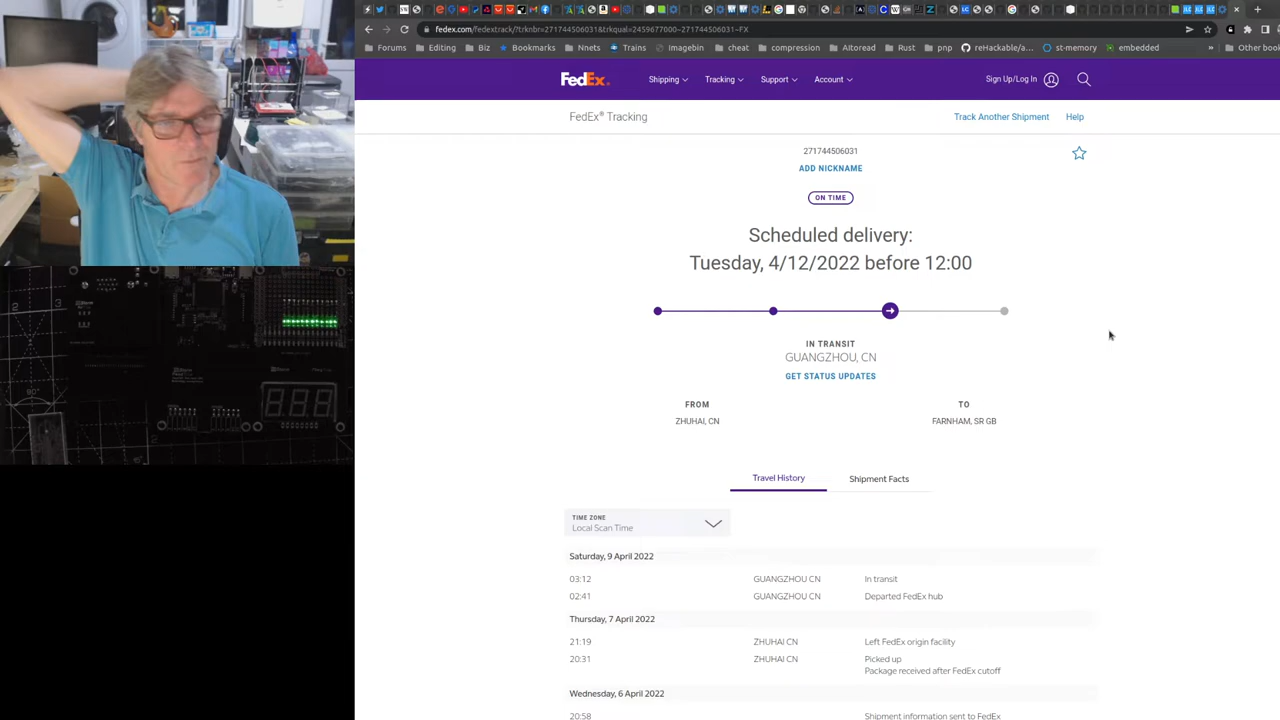 fedex.com/fedextrack/?trknbr=271744506031&trkqual=2459677000~271744506031~FX
Forums Editing Biz Bookmarks Nnets Trains Imagebin cheat compression AItoread Rust pnp reHackable/a... st-memory embedded » Other book
FedEx® Shipping Tracking Support Account Sign Up/Log In
FedEx® Tracking Track Another Shipment Help
271744506031
ADD NICKNAME
ON TIME
Scheduled delivery:
Tuesday, 4/12/2022 before 12:00
IN TRANSIT
GUANGZHOU, CN
GET STATUS UPDATES
FROM TO
ZHUHAI, CN FARNHAM, SR GB
Travel History Shipment Facts
TIME ZONE
Local Scan Time
Saturday, 9 April 2022
03:12 GUANGZHOU CN In transit
02:41 GUANGZHOU CN Departed FedEx hub
Thursday, 7 April 2022
21:19 ZHUHAI CN Left FedEx origin facility
20:31 ZHUHAI CN Picked up
Package received after FedEx cutoff
Wednesday, 6 April 2022
20:58 Shipment information sent to FedEx